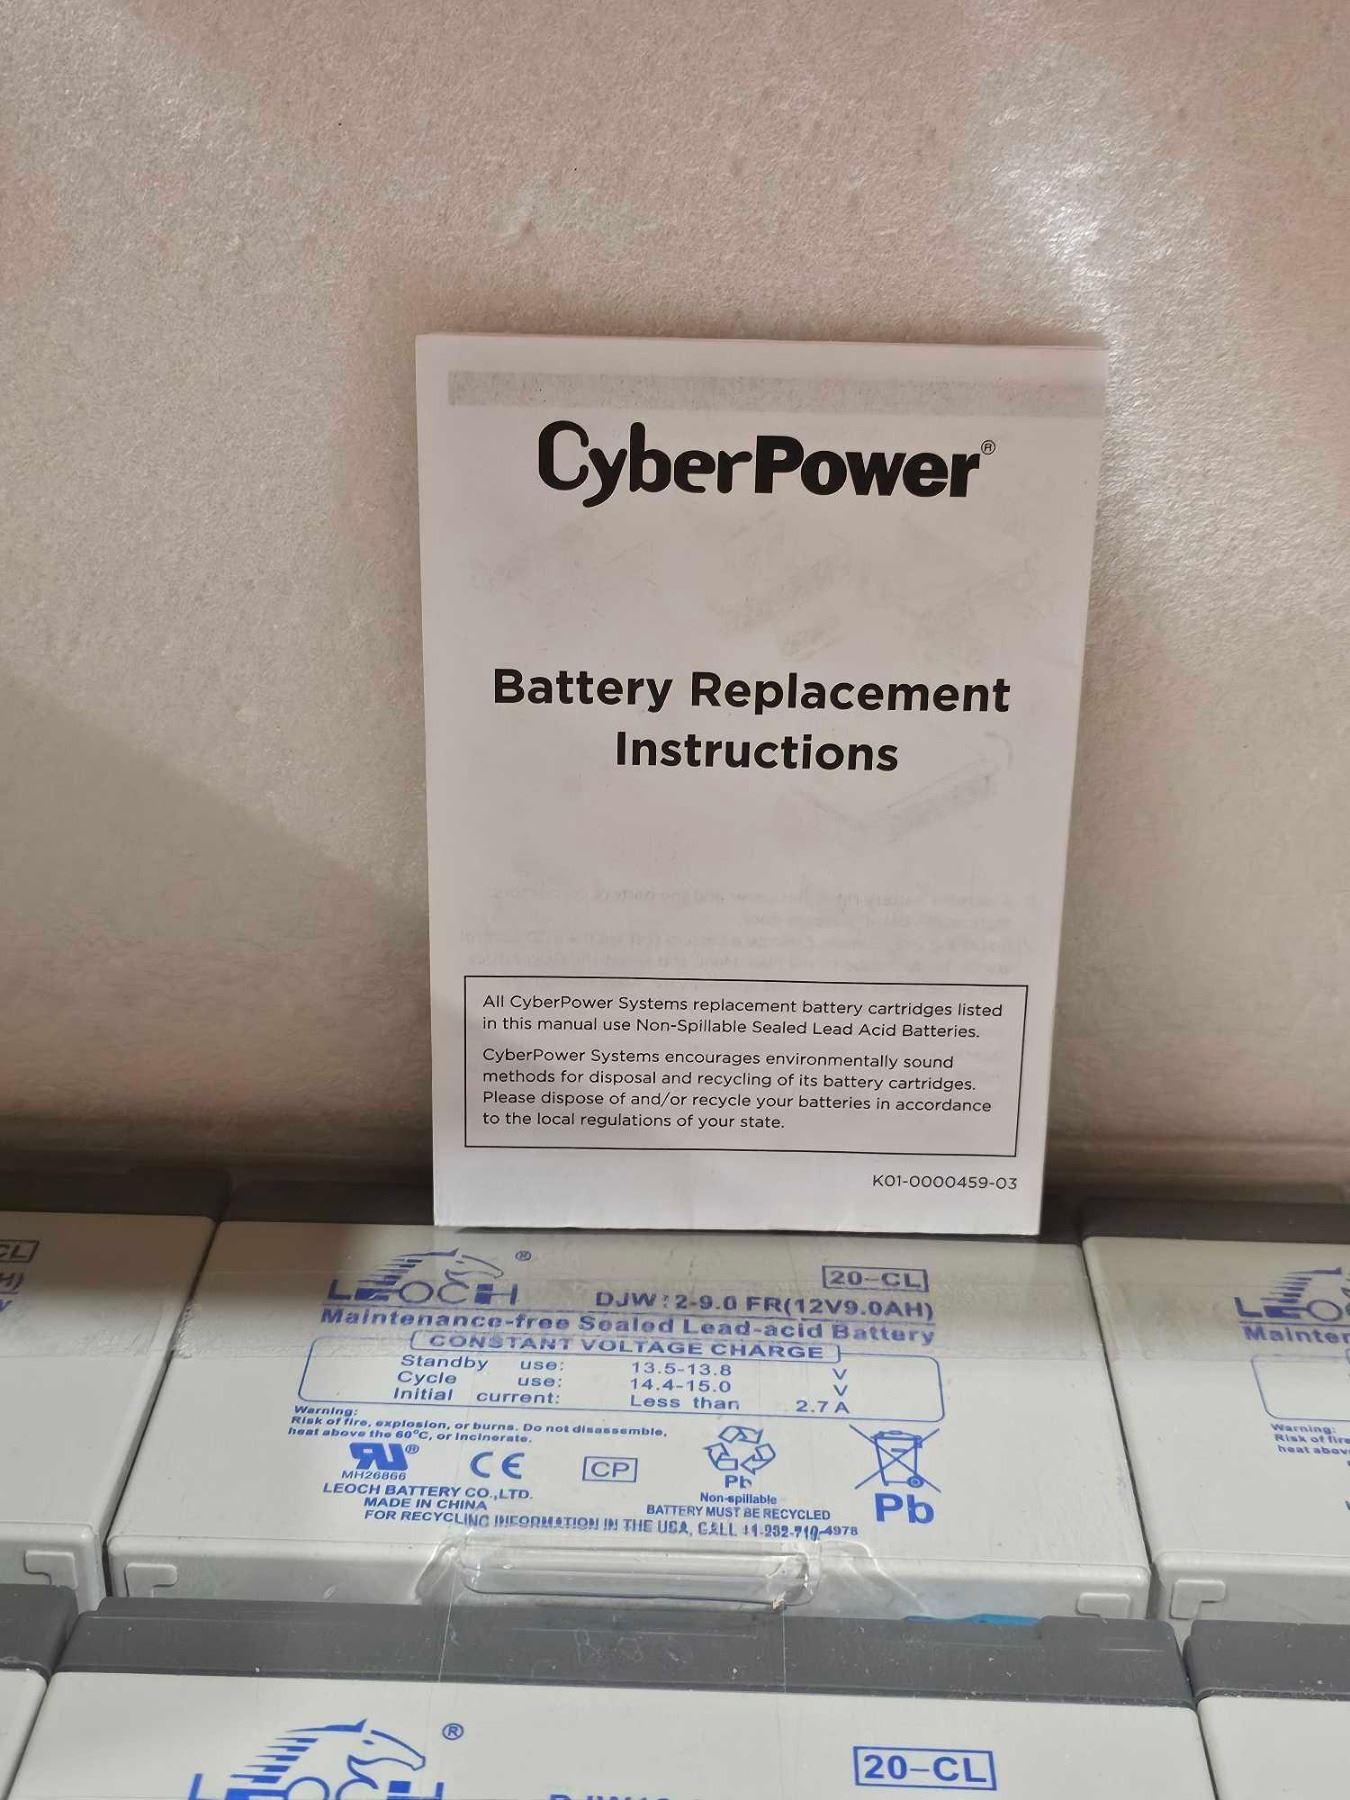 CyberPower®
Battery Replacement
Instructions
All CyberPower Systems replacement battery cartridges listed
in this manual use Non-Spillable Sealed Lead Acid Batteries.
CyberPower Systems encourages environmentally sound
methods for disposal and recycling of its battery cartridges.
Please dispose of and/or recycle your batteries in accordance
to the local regulations of your state.
K01-0000459-03
CL
H)
y
LEOCH ®
20-CL
DJW12-9.0 FR(12V9.0AH)
Maintenance-free Sealed Lead-acid Battery
CONSTANT VOLTAGE CHARGE
Standby use: 13.5-13.8 V
Cycle use: 14.4-15.0 V
Initial current: Less than 2.7 A
Warning:
Risk of fire, explosion, or burns. Do not disassemble,
heat above the 60°C, or incinerate.
RU®
MH26866
CE
CP
Pb
Non-spillable
Pb
LEOCH BATTERY CO.,LTD.
MADE IN CHINA
BATTERY MUST BE RECYCLED
FOR RECYCLING INFORMATION IN THE USA, CALL
LEO
Mainter
Warning:
Risk of fire
heat abov
LEOCH ®
20-CL